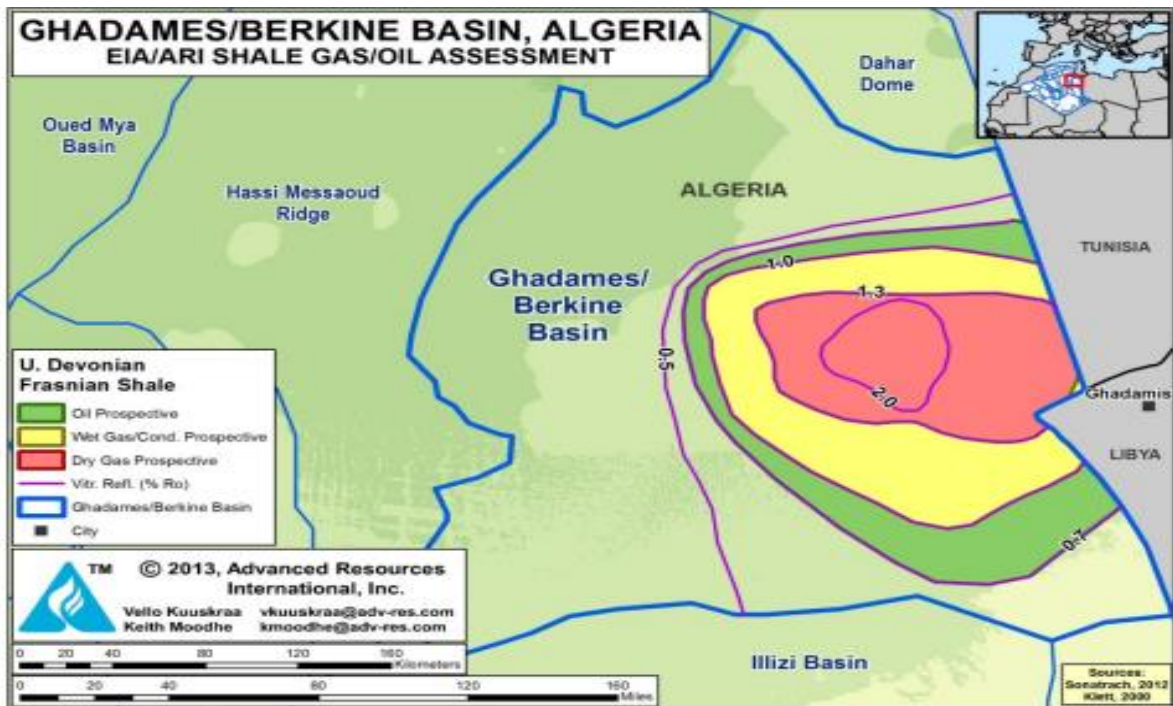 GHADAMES/BERKINE BASIN, ALGERIA
EIA/ARI SHALE GAS/OIL ASSESSMENT
Dahar
Dome
Oued Mya
Basin
Hassi Messaoud
Ridge
ALGERIA
TUNISIA
Ghadames/
Berkine
Basin
1.0
1.3
0.5
2.0
Ghadamis
LIBYA
0.7
U. Devonian
Frasnian Shale
Oil Prospective
Wet Gas/Cond. Prospective
Dry Gas Prospective
Vitr. Refl. (% Ro)
Ghadames/Berkine Basin
City
TM
© 2013, Advanced Resources
International, Inc.
Vello Kuuskraa vkuuskraa@adv-res.com
Keith Moodhe kmoodhe@adv-res.com
0 20 40 80 120 160
Kilometers
0 20 40 80 120 160
Miles
Illizi Basin
Sources:
Sonatrach, 2012
Klett, 2000